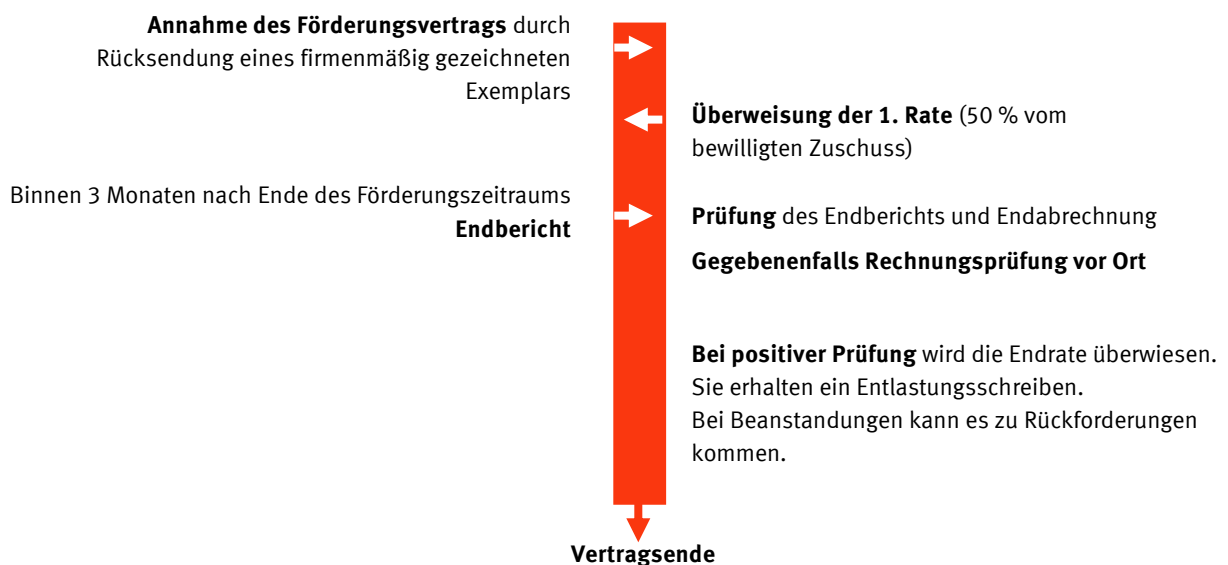 Annahme des Förderungsvertrags durch
Rücksendung eines firmenmäßig gezeichneten
Exemplars
Überweisung der 1. Rate (50 % vom
bewilligten Zuschuss)
Binnen 3 Monaten nach Ende des Förderungszeitraums
Endbericht
Prüfung des Endberichts und Endabrechnung
Gegebenenfalls Rechnungsprüfung vor Ort
Bei positiver Prüfung wird die Endrate überwiesen.
Sie erhalten ein Entlastungsschreiben.
Bei Beanstandungen kann es zu Rückforderungen
kommen.
Vertragsende